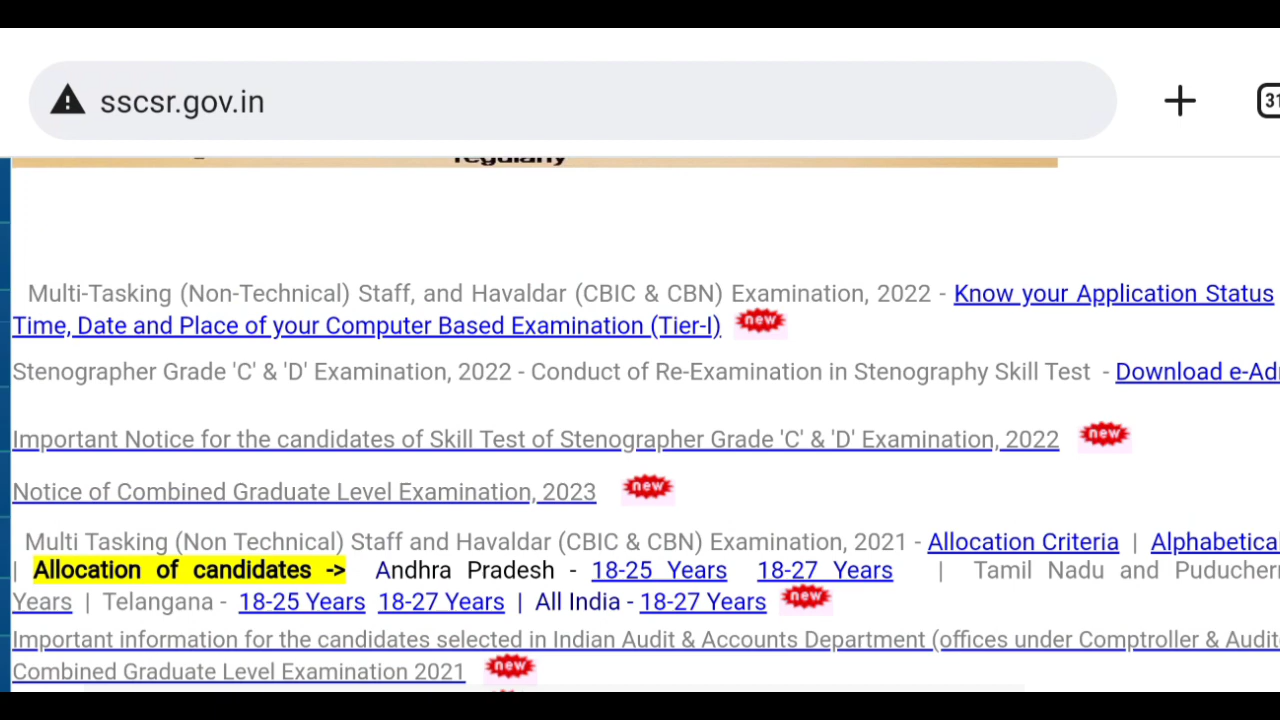 sscsr.gov.in
31
regularly
Multi-Tasking (Non-Technical) Staff, and Havaldar (CBIC & CBN) Examination, 2022 - Know your Application Status
Time, Date and Place of your Computer Based Examination (Tier-I) new
Stenographer Grade 'C' & 'D' Examination, 2022 - Conduct of Re-Examination in Stenography Skill Test - Download e-Ad
Important Notice for the candidates of Skill Test of Stenographer Grade 'C' & 'D' Examination, 2022 new
Notice of Combined Graduate Level Examination, 2023 new
Multi Tasking (Non Technical) Staff and Havaldar (CBIC & CBN) Examination, 2021 - Allocation Criteria | Alphabetical
| Allocation of candidates -> Andhra Pradesh - 18-25 Years 18-27 Years | Tamil Nadu and Puducher
Years | Telangana - 18-25 Years 18-27 Years | All India - 18-27 Years new
Important information for the candidates selected in Indian Audit & Accounts Department (offices under Comptroller & Audit
Combined Graduate Level Examination 2021 new